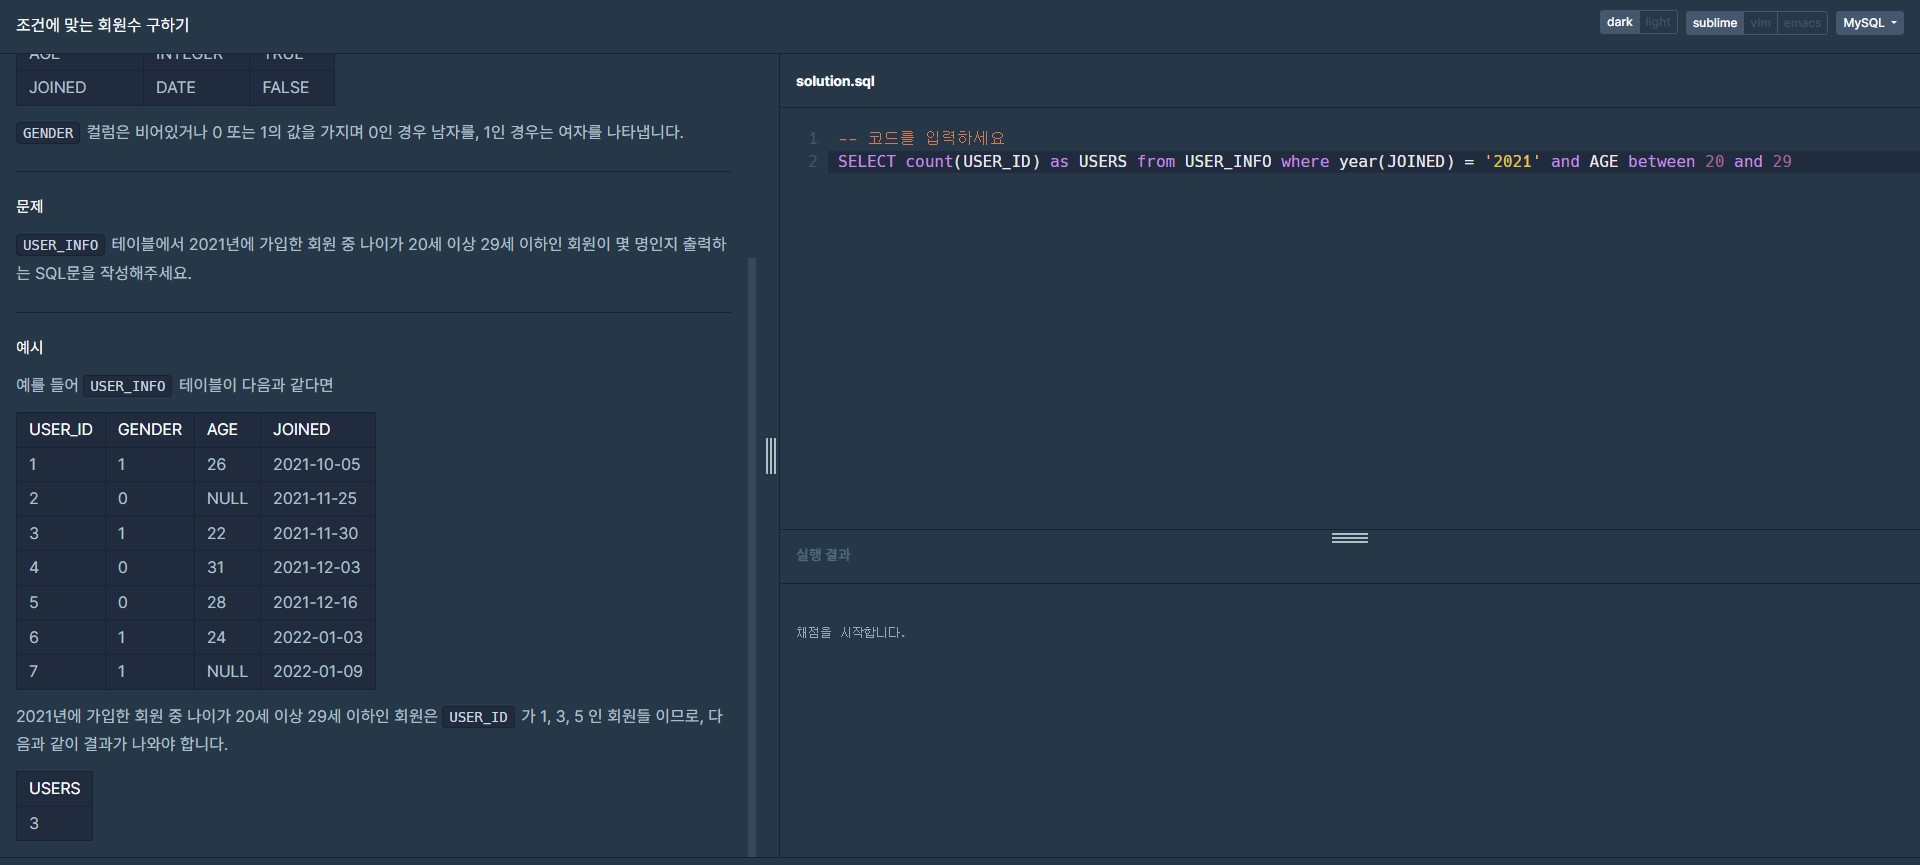 조건에 맞는 회원수 구하기
dark light sublime vim emacs MySQL
AGE INTEGER TRUE
JOINED DATE FALSE
GENDER 컬럼은 비어있거나 0 또는 1의 값을 가지며 0인 경우 남자를, 1인 경우는 여자를 나타냅니다.
문제
USER_INFO 테이블에서 2021년에 가입한 회원 중 나이가 20세 이상 29세 이하인 회원이 몇 명인지 출력하
는 SQL문을 작성해주세요.
예시
예를 들어 USER_INFO 테이블이 다음과 같다면
USER_ID GENDER AGE JOINED
1 1 26 2021-10-05
2 0 NULL 2021-11-25
3 1 22 2021-11-30
4 0 31 2021-12-03
5 0 28 2021-12-16
6 1 24 2022-01-03
7 1 NULL 2022-01-09
2021년에 가입한 회원 중 나이가 20세 이상 29세 이하인 회원은 USER_ID 가 1, 3, 5 인 회원들 이므로, 다
음과 같이 결과가 나와야 합니다.
USERS
3
solution.sql
1 -- 코드를 입력하세요
2 SELECT count(USER_ID) as USERS from USER_INFO where year(JOINED) = '2021' and AGE between 20 and 29
실행 결과
채점을 시작합니다.